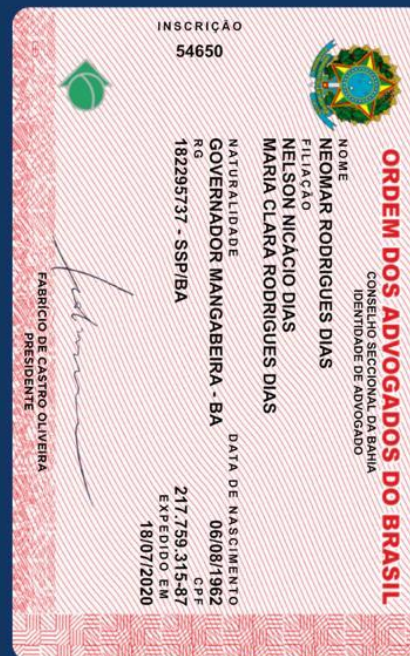 ORDEM DOS ADVOGADOS DO BRASIL
CONSELHO SECCIONAL DA BAHIA
IDENTIDADE DE ADVOGADO
NOME
NEOMAR RODRIGUES DIAS
FILIAÇÃO
NELSON NICÁCIO DIAS
MARIA CLARA RODRIGUES DIAS
NATURALIDADE
GOVERNADOR MANGABEIRA - BA
DATA DE NASCIMENTO
06/08/1962
RG
182295737 - SSP/BA
CPF
217.759.315-87
EXPEDIDO EM
18/07/2020
FABRÍCIO DE CASTRO OLIVEIRA
PRESIDENTE
INSCRIÇÃO
54650